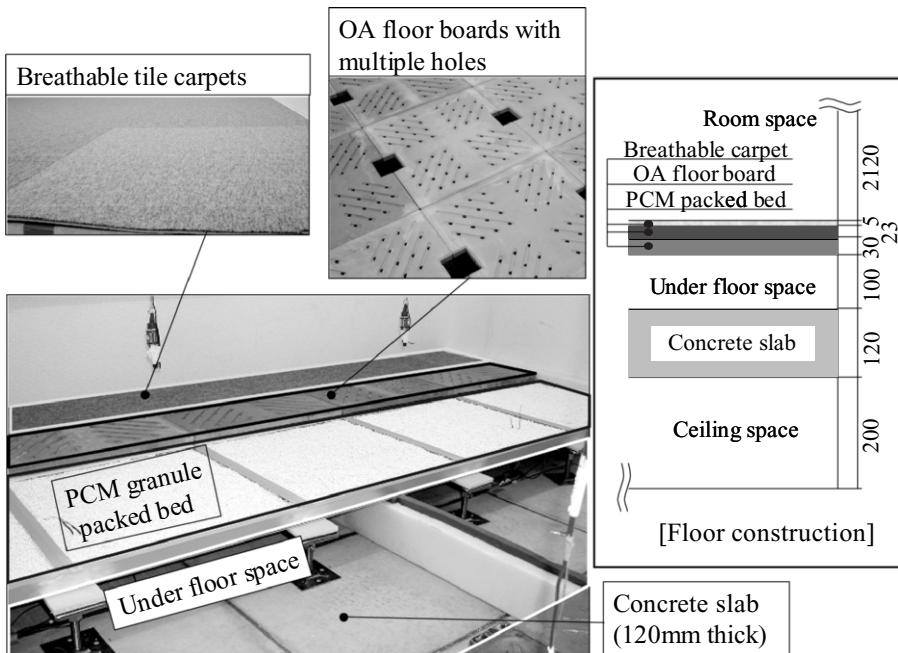 OA floor boards with
multiple holes
Breathable tile carpets
Room space
Breathable carpet
OA floor board
PCM packed bed
2120
5
23
30
Under floor space
100
Concrete slab
120
Ceiling space
200
[Floor construction]
PCM granule
packed bed
Under floor space
Concrete slab
(120mm thick)